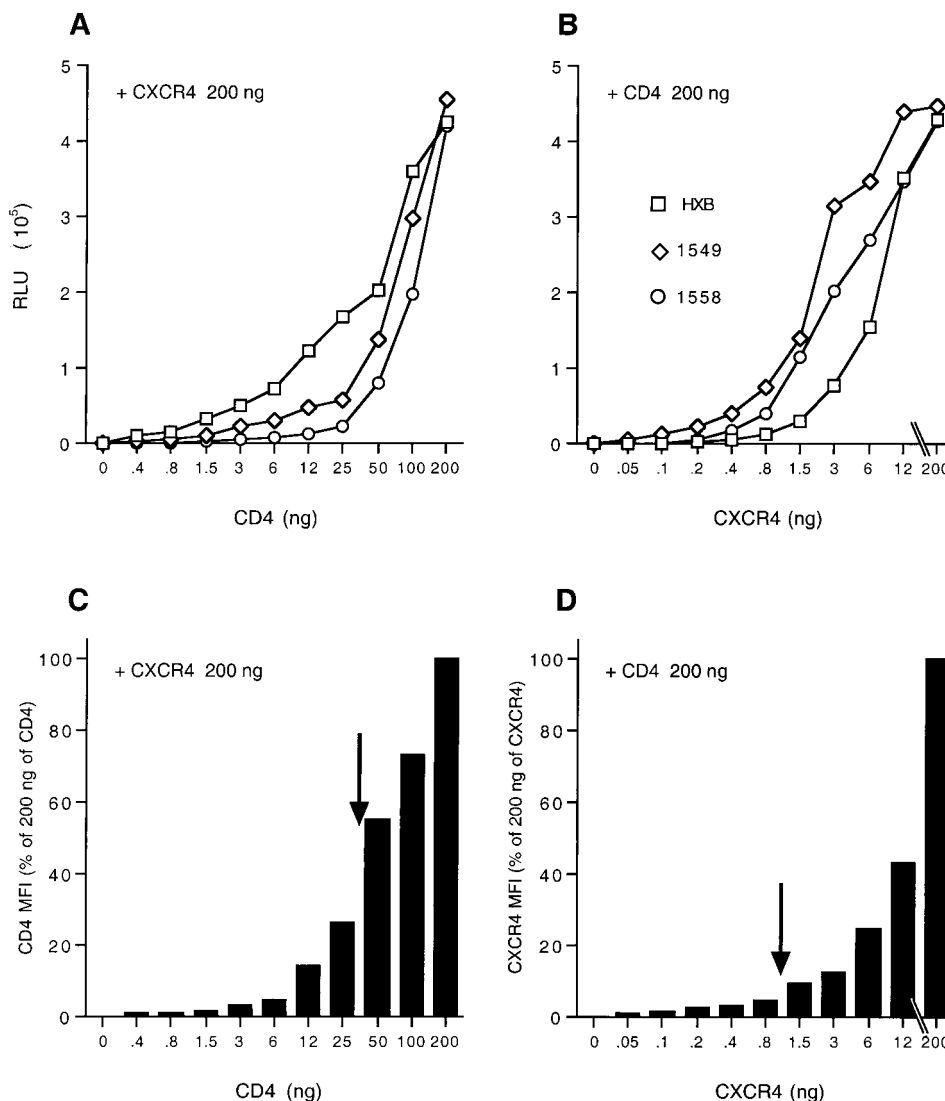 A
+ CXCR4 200 ng
RLU (10⁵)
5
4
3
2
1
0
0 .4 .8 1.5 3 6 12 25 50 100 200
CD4 (ng)
B
+ CD4 200 ng
HXB
1549
1558
5
4
3
2
1
0
0 .05 .1 .2 .4 .8 1.5 3 6 12 200
CXCR4 (ng)
C
+ CXCR4 200 ng
CD4 MFI (% of 200 ng of CD4)
100
80
60
40
20
0
0 .4 .8 1.5 3 6 12 25 50 100 200
CD4 (ng)
D
+ CD4 200 ng
CXCR4 MFI (% of 200 ng of CXCR4)
100
80
60
40
20
0
0 .05 .1 .2 .4 .8 1.5 3 6 12 200
CXCR4 (ng)